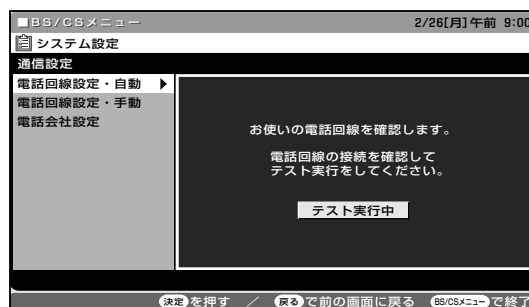 ■BS/CSメニュー 2/26[月]午前 9:00
システム設定
通信設定
電話回線設定・自動 ▶
電話回線設定・手動
電話会社設定
お使いの電話回線を確認します。
電話回線の接続を確認して
テスト実行をしてください。
テスト実行中
決定を押す ／ 戻るで前の画面に戻る BS/CSメニューで終了